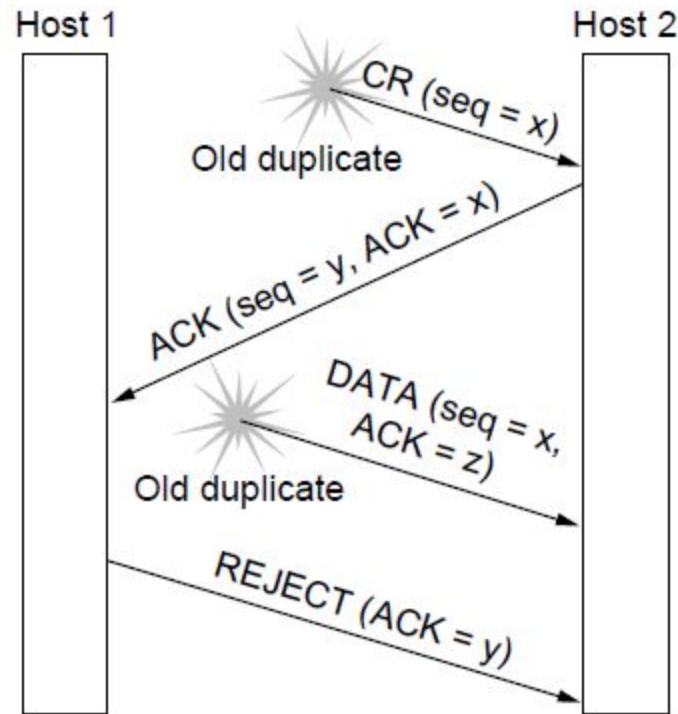 Host 1
Host 2
CR (seq = x)
Old duplicate
ACK (seq = y, ACK = x)
DATA (seq = x,
ACK = z)
Old duplicate
REJECT (ACK = y)